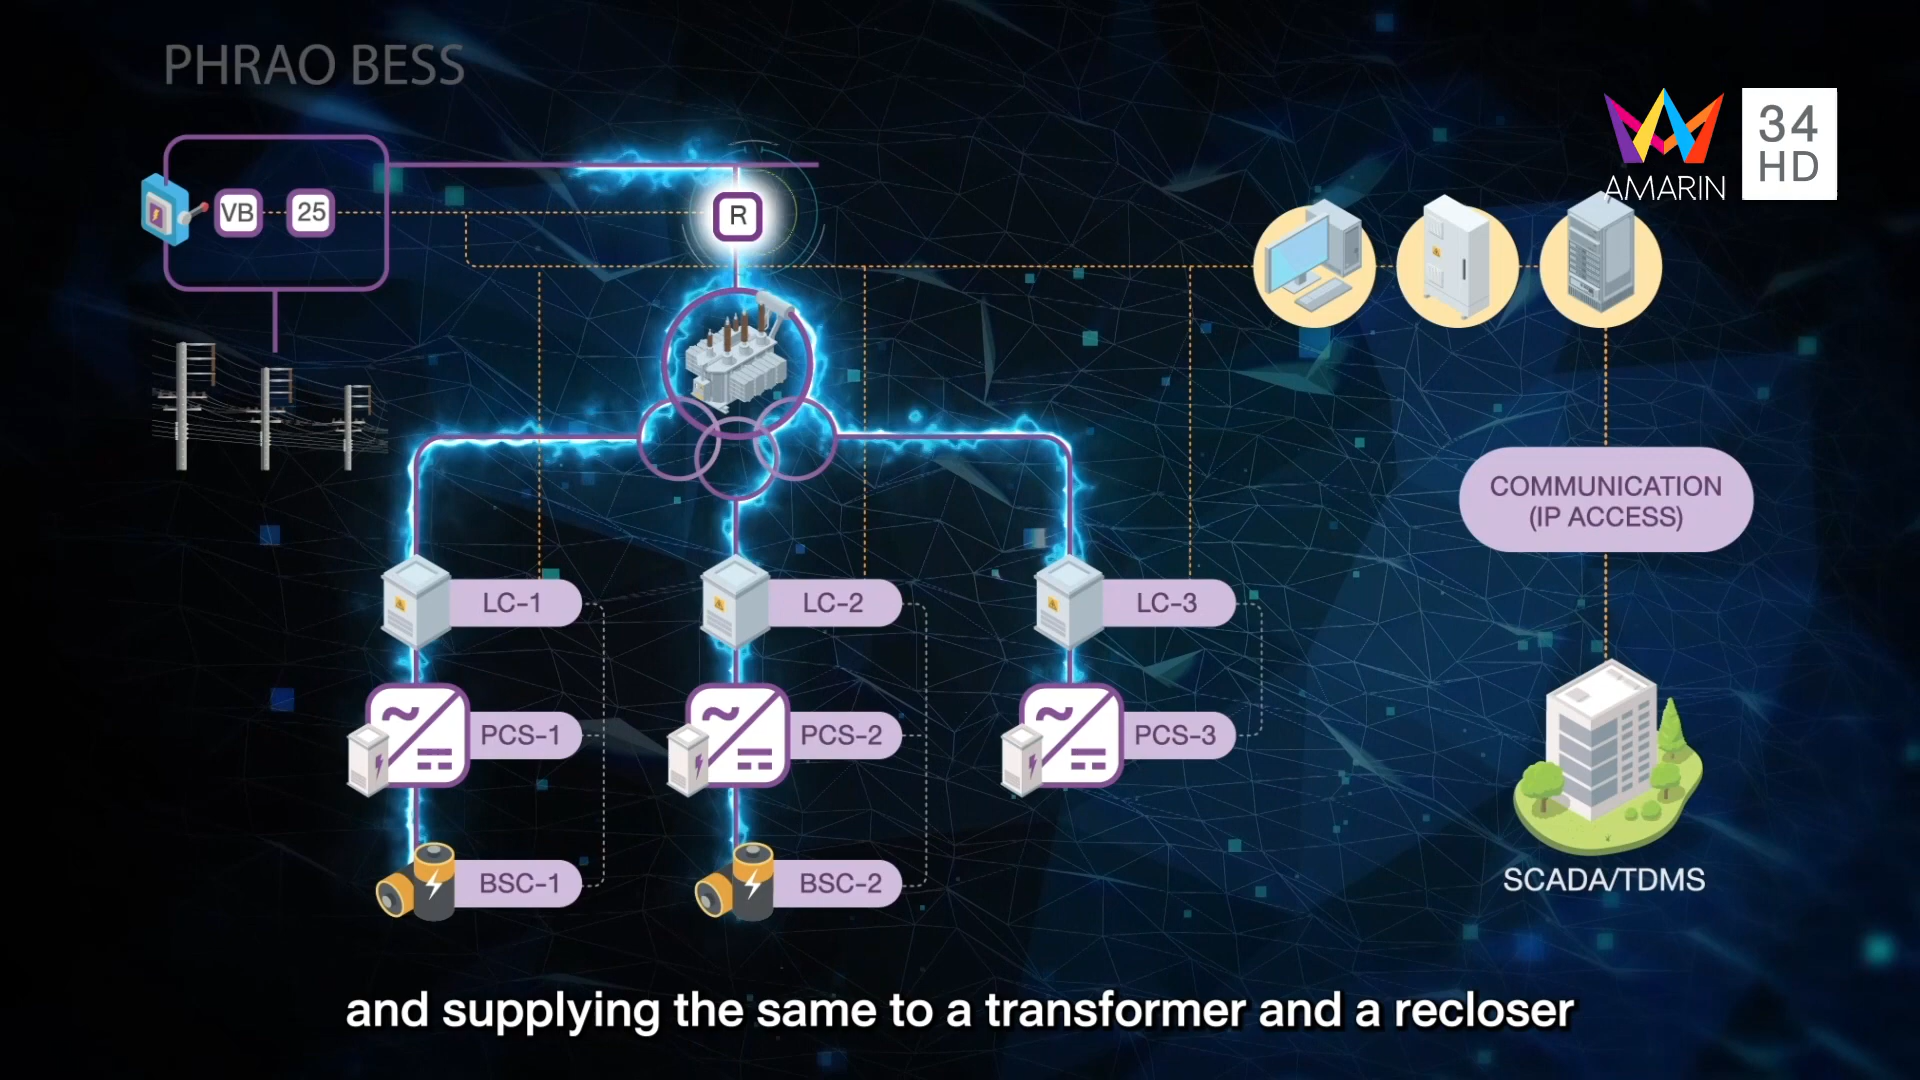 PHRAO BESS
AMARIN
34
HD
VB
25
R
COMMUNICATION
(IP ACCESS)
LC-1
LC-2
LC-3
PCS-1
PCS-2
PCS-3
BSC-1
BSC-2
SCADA/TDMS
and supplying the same to a transformer and a recloser